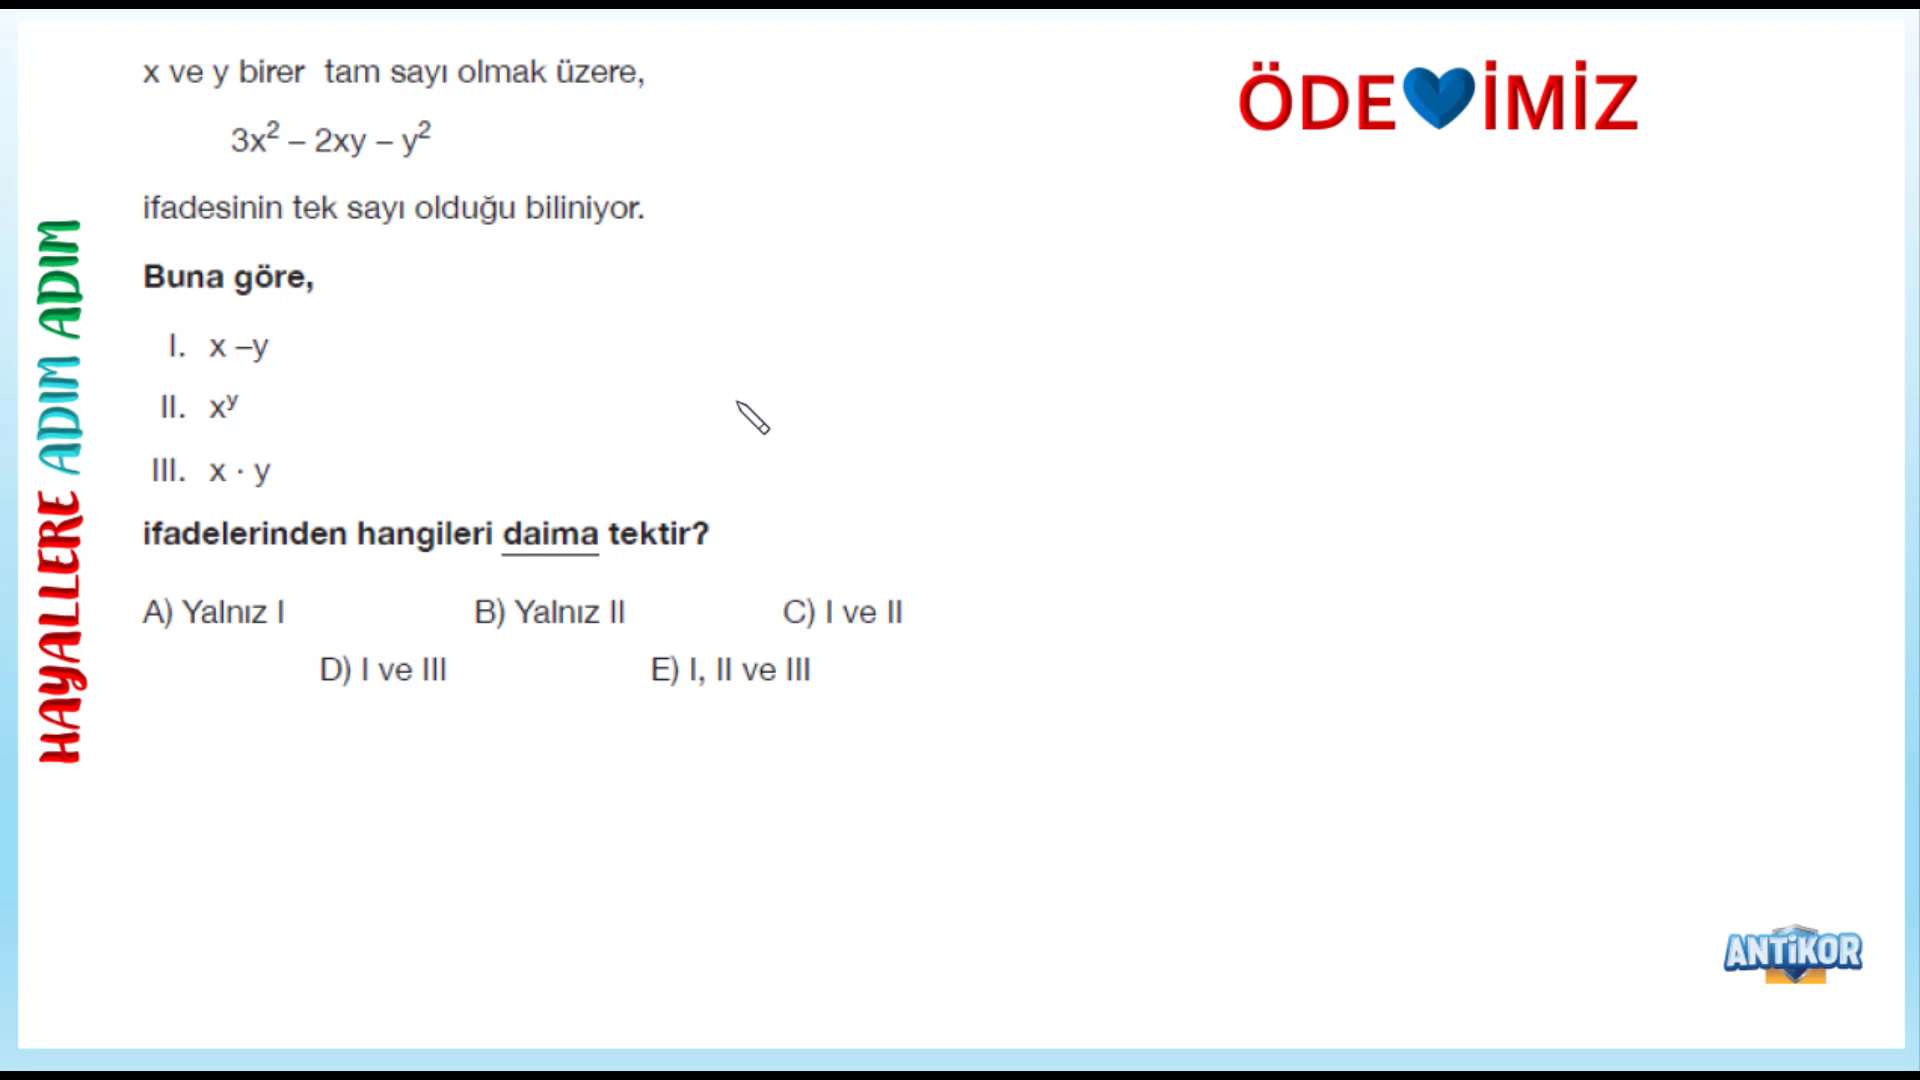 x ve y birer tam sayı olmak üzere,
3x² – 2xy – y²
ifadesinin tek sayı olduğu biliniyor.
Buna göre,
I. x –y
II. xʸ
III. x · y
ifadelerinden hangileri daima tektir?
A) Yalnız I B) Yalnız II C) I ve II
D) I ve III E) I, II ve III
ÖDE💙İMİZ
HAYALLERE ADIM ADIM
ANTİKOR